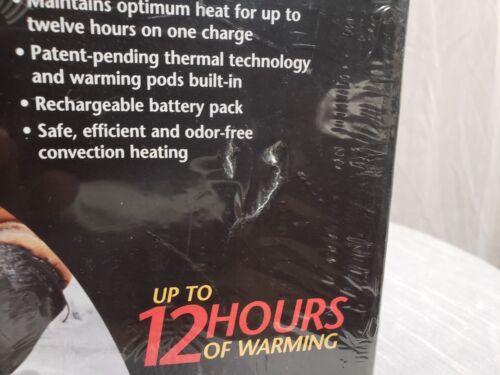 • Maintains optimum heat for up to
twelve hours on one charge
• Patent-pending thermal technology
and warming pods built-in
• Rechargeable battery pack
• Safe, efficient and odor-free
convection heating
UP TO
12 HOURS
OF WARMING